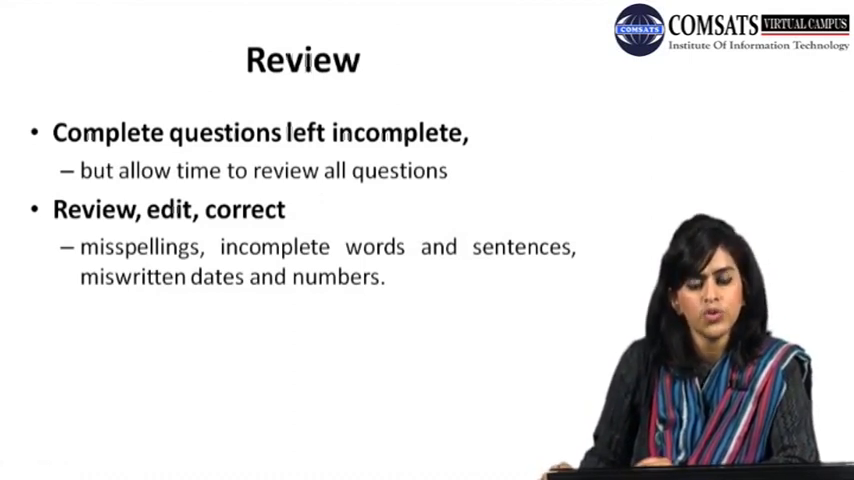 COMSATS
COMSATS VIRTUAL CAMPUS
Institute Of Information Technology
Review
• Complete questions left incomplete,
– but allow time to review all questions
• Review, edit, correct
– misspellings, incomplete words and sentences,
miswritten dates and numbers.